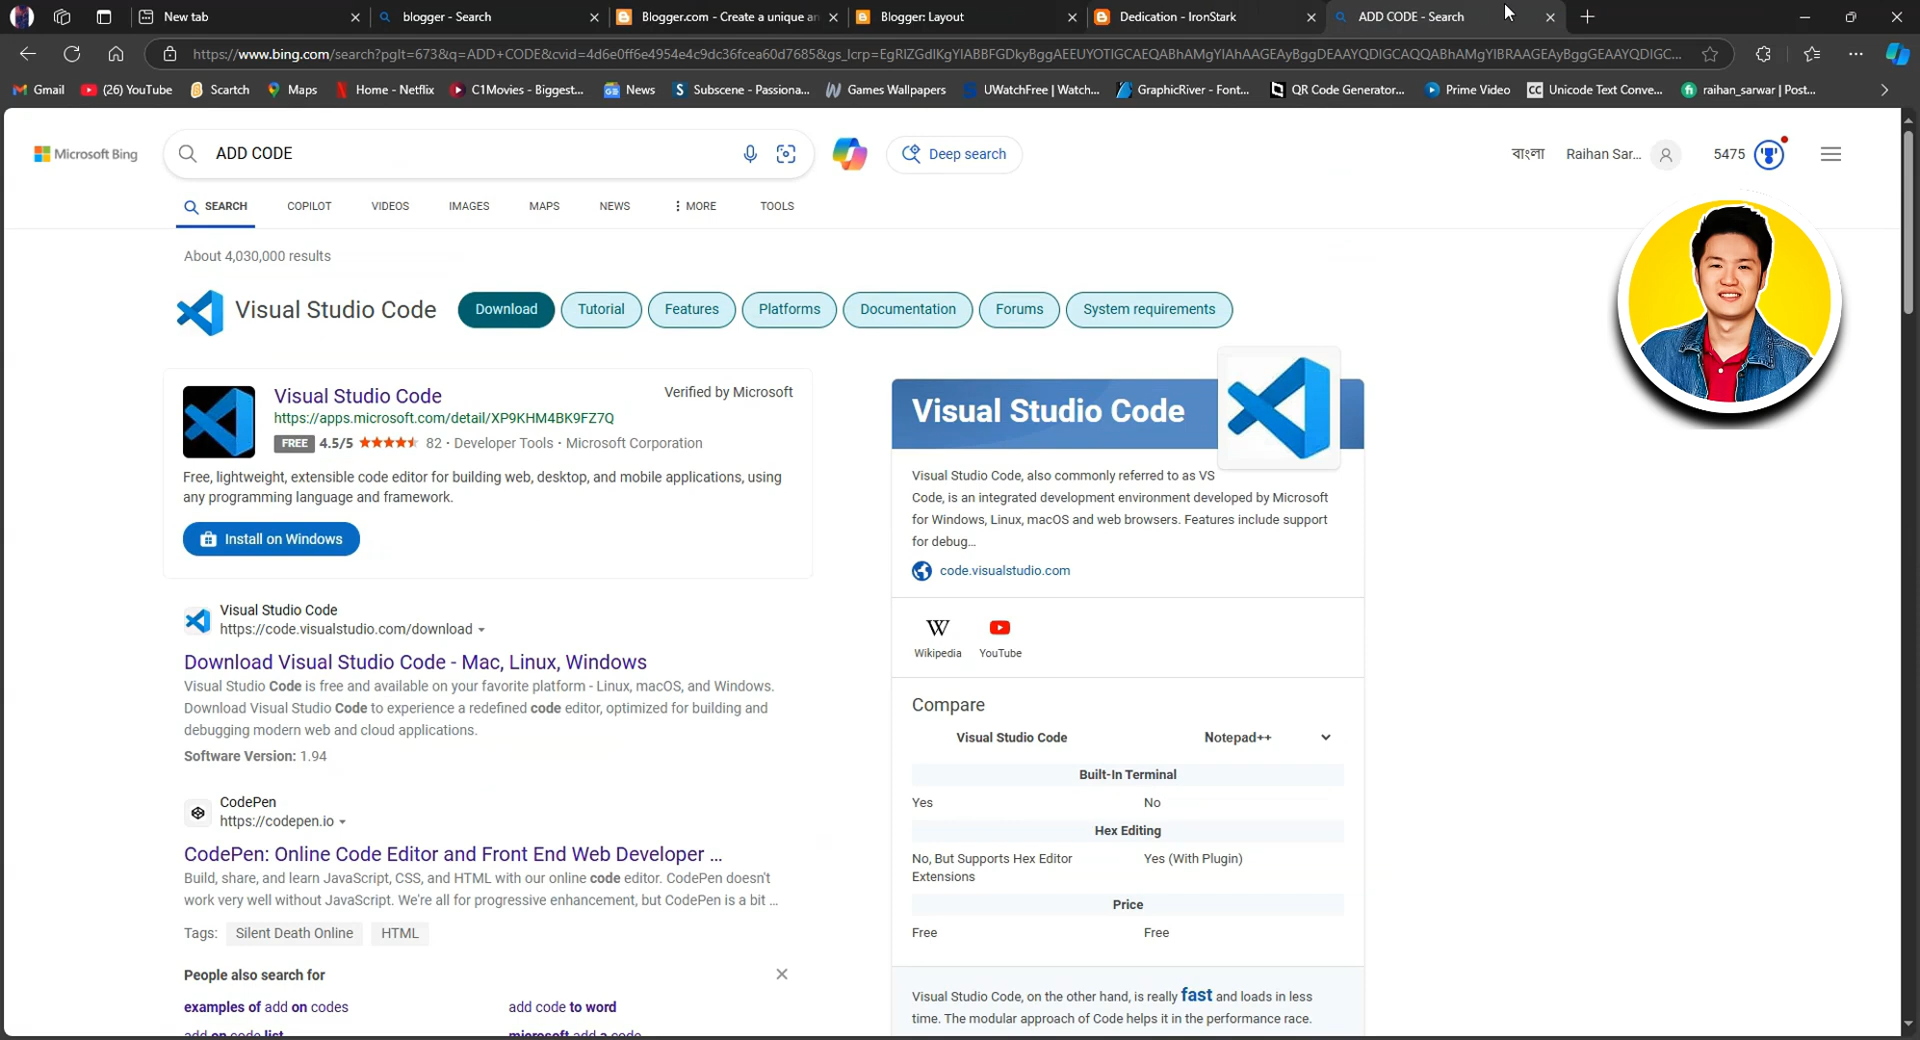 New tab
blogger - Search
Blogger.com - Create a unique an
Blogger: Layout
Dedication - IronStark
ADD CODE - Search
https://www.bing.com/search?pglt=673&q=ADD+CODE&cvid=4d6e0ff6e4954e4c9dc36fcea60d7685&gs_lcrp=EgRlZGdlKgYIABBFGDkyBggAEEUYOTIGCAEQABhAMgYIAhAAGEAyBggDEAAYQDIGCAQQABhAMgYIBRAAGEAyBggGEAAYQDIGC...
Gmail
(26) YouTube
Scartch
Maps
Home - Netflix
C1Movies - Biggest...
News
Subscene - Passiona...
Games Wallpapers
UWatchFree | Watch...
GraphicRiver - Font...
QR Code Generator...
Prime Video
Unicode Text Conve...
raihan_sarwar | Post...
Microsoft Bing
ADD CODE
Deep search
বাংলা
Raihan Sar...
5475
SEARCH
COPILOT
VIDEOS
IMAGES
MAPS
NEWS
MORE
TOOLS
About 4,030,000 results
Visual Studio Code
Download
Tutorial
Features
Platforms
Documentation
Forums
System requirements
Visual Studio Code
Verified by Microsoft
https://apps.microsoft.com/detail/XP9KHM4BK9FZ7Q
FREE 4.5/5 82 · Developer Tools · Microsoft Corporation
Free, lightweight, extensible code editor for building web, desktop, and mobile applications, using
any programming language and framework.
Install on Windows
Visual Studio Code
https://code.visualstudio.com/download
Download Visual Studio Code - Mac, Linux, Windows
Visual Studio Code is free and available on your favorite platform - Linux, macOS, and Windows.
Download Visual Studio Code to experience a redefined code editor, optimized for building and
debugging modern web and cloud applications.
Software Version: 1.94
CodePen
https://codepen.io
CodePen: Online Code Editor and Front End Web Developer ...
Build, share, and learn JavaScript, CSS, and HTML with our online code editor. CodePen doesn't
work very well without JavaScript. We're all for progressive enhancement, but CodePen is a bit ...
Tags: Silent Death Online HTML
People also search for
examples of add on codes
add code to word
add on code list
microsoft add a code
Visual Studio Code
Visual Studio Code, also commonly referred to as VS
Code, is an integrated development environment developed by Microsoft
for Windows, Linux, macOS and web browsers. Features include support
for debug...
code.visualstudio.com
W
Wikipedia
YouTube
Compare
Visual Studio Code
Notepad++
Built-In Terminal
Yes
No
Hex Editing
No, But Supports Hex Editor
Extensions
Yes (With Plugin)
Price
Free
Free
Visual Studio Code, on the other hand, is really fast and loads in less
time. The modular approach of Code helps it in the performance race.